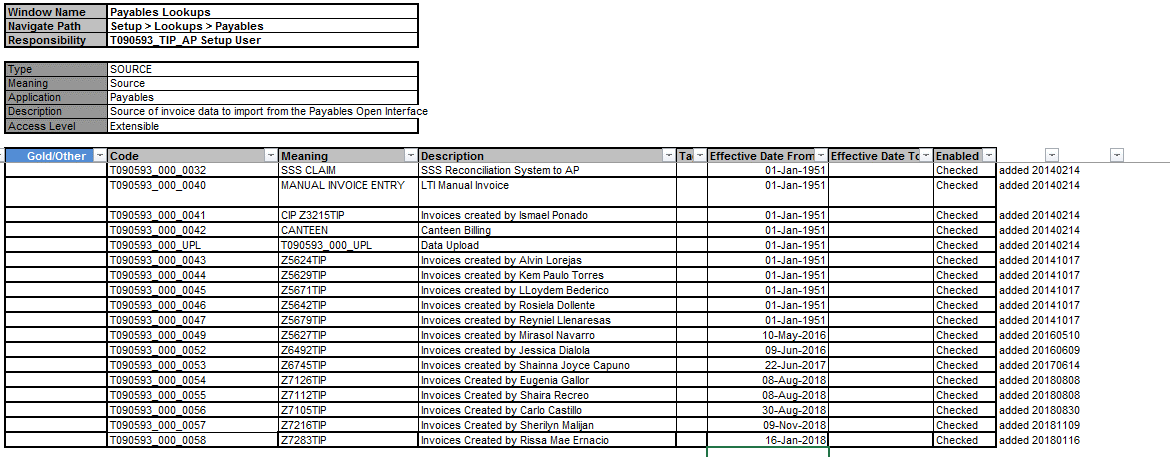 Window Name Payables Lookups
Navigate Path Setup > Lookups > Payables
Responsibility T090593_TIP_AP Setup User
Type SOURCE
Meaning Source
Application Payables
Description Source of invoice data to import from the Payables Open Interface
Access Level Extensible
Gold/Other Code Meaning Description Ta Effective Date From Effective Date To Enabled
T090593_000_0032 SSS CLAIM SSS Reconciliation System to AP 01-Jan-1951 Checked added 20140214
T090593_000_0040 MANUAL INVOICE ENTRY LTI Manual Invoice 01-Jan-1951 Checked added 20140214
T090593_000_0041 CIP Z3215TIP Invoices created by Ismael Ponado 01-Jan-1951 Checked added 20140214
T090593_000_0042 CANTEEN Canteen Billing 01-Jan-1951 Checked added 20140214
T090593_000_UPL T090593_000_UPL Data Upload 01-Jan-1951 Checked added 20140214
T090593_000_0043 Z5624TIP Invoices created by Alvin Lorejas 01-Jan-1951 Checked added 20141017
T090593_000_0044 Z5629TIP Invoices created by Kem Paulo Torres 01-Jan-1951 Checked added 20141017
T090593_000_0045 Z5671TIP Invoices created by LLoydem Bederico 01-Jan-1951 Checked added 20141017
T090593_000_0046 Z5642TIP Invoices created by Rosiela Dollente 01-Jan-1951 Checked added 20141017
T090593_000_0047 Z5679TIP Invoices created by Reyniel Llenaresas 01-Jan-1951 Checked added 20141017
T090593_000_0049 Z5627TIP Invoices created by Mirasol Navarro 10-May-2016 Checked added 20160510
T090593_000_0052 Z6492TIP Invoices created by Jessica Dialola 09-Jun-2016 Checked added 20160609
T090593_000_0053 Z6745TIP Invoices created by Shainna Joyce Capuno 22-Jun-2017 Checked added 20170614
T090593_000_0054 Z7126TIP Invoices Created by Eugenia Gallor 08-Aug-2018 Checked added 20180808
T090593_000_0055 Z7112TIP Invoices Created by Shaira Recreo 08-Aug-2018 Checked added 20180808
T090593_000_0056 Z7105TIP Invoices Created by Carlo Castillo 30-Aug-2018 Checked added 20180830
T090593_000_0057 Z7216TIP Invoices Created by Sherilyn Malijan 09-Nov-2018 Checked added 20181109
T090593_000_0058 Z7283TIP Invoices Created by Rissa Mae Ernacio 16-Jan-2018 Checked added 20180116